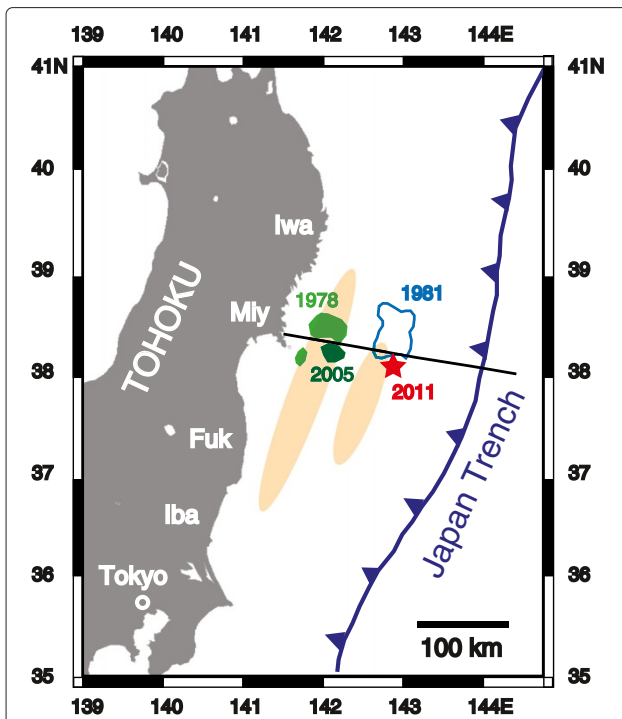 139 140 141 142 143 144E
41N 41N
40 40
Iwa
39 39
1978 1981
Miy
TOHOKU
38 38
2005 2011
Fuk
37 37
Japan Trench
Iba
Tokyo
36 36
100 km
35 35
139 140 141 142 143 144E